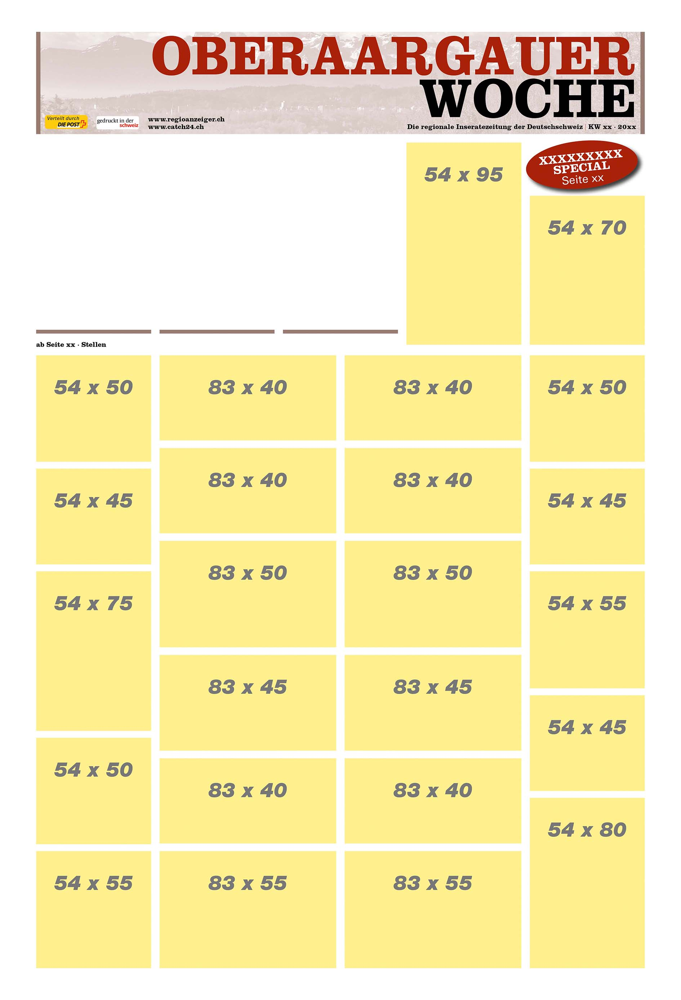 OBERAARGAUER
WOCHE
Verteilt durch
DIE POST
gedruckt in der
schweiz
www.regioanzeiger.ch
www.catch24.ch
Die regionale Inseratezeitung der Deutschschweiz | KW xx · 20xx
54 x 95
XXXXXXXXX
SPECIAL
Seite xx
54 x 70
ab Seite xx · Stellen
54 x 50
54 x 45
54 x 75
54 x 50
54 x 55
83 x 40
83 x 40
83 x 50
83 x 45
83 x 40
83 x 55
83 x 40
83 x 40
83 x 50
83 x 45
83 x 40
83 x 55
54 x 50
54 x 45
54 x 55
54 x 45
54 x 80